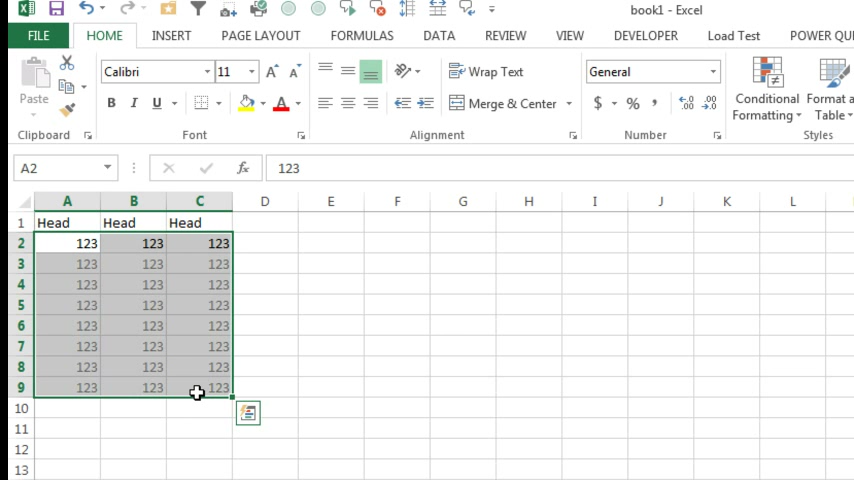 book1 - Excel
FILE HOME INSERT PAGE LAYOUT FORMULAS DATA REVIEW VIEW DEVELOPER Load Test POWER QU
Calibri 11 A A Wrap Text General
Paste B I U A Merge & Center $ % , Conditional Formatting Format a Table
Clipboard Font Alignment Number Styles
A2 fx 123
A B C D E F G H I J K L
1 Head Head Head
2 123 123 123
3 123 123 123
4 123 123 123
5 123 123 123
6 123 123 123
7 123 123 123
8 123 123 123
9 123 123 123
10
11
12
13